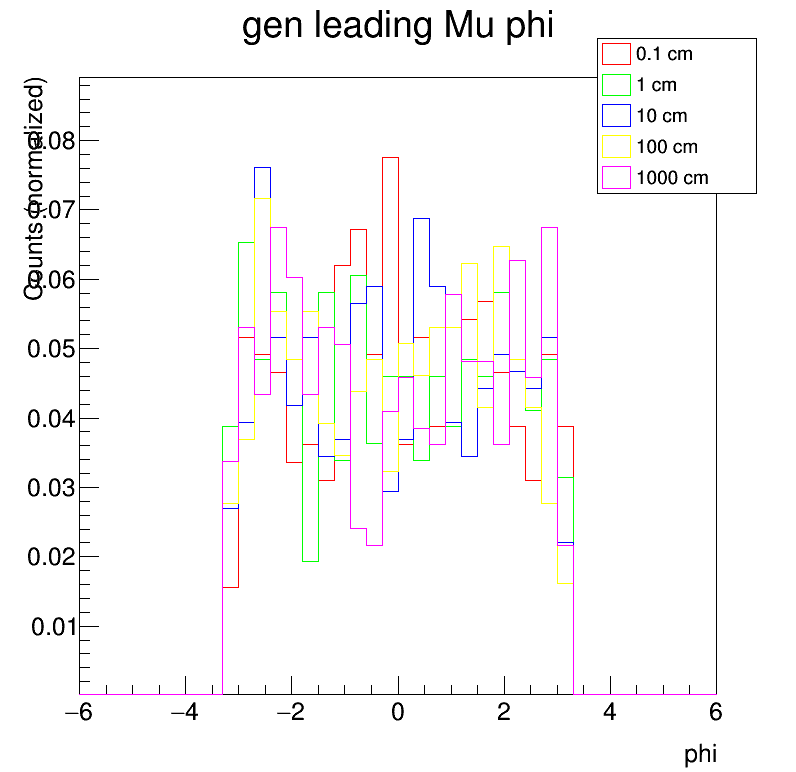 gen leading Mu phi
0.1 cm
1 cm
10 cm
100 cm
1000 cm
Counts (normalized)
0.08
0.07
0.06
0.05
0.04
0.03
0.02
0.01
−6 −4 −2 0 2 4 6
phi